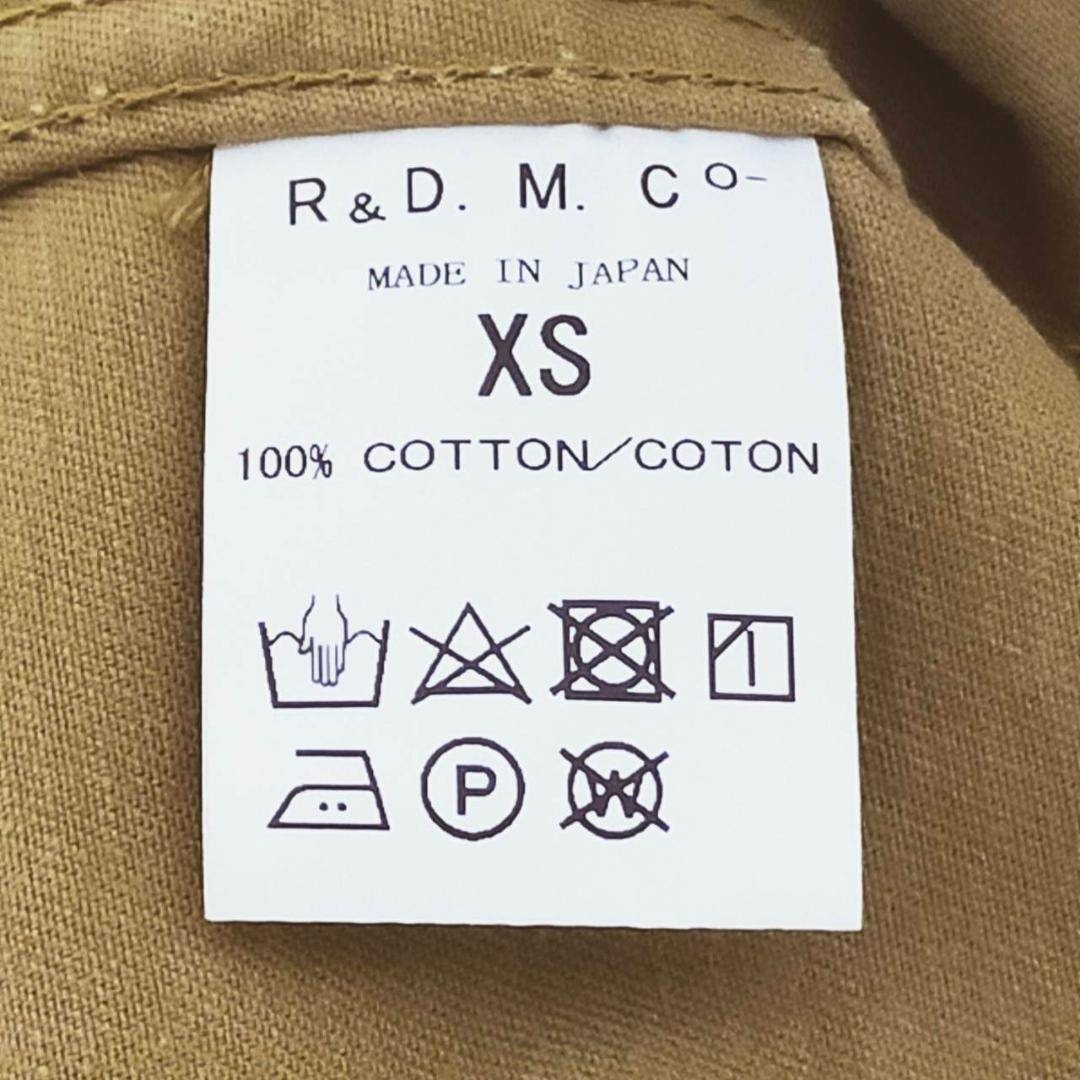 R & D. M. Co-
MADE IN JAPAN
XS
100% COTTON/COTON
P
W